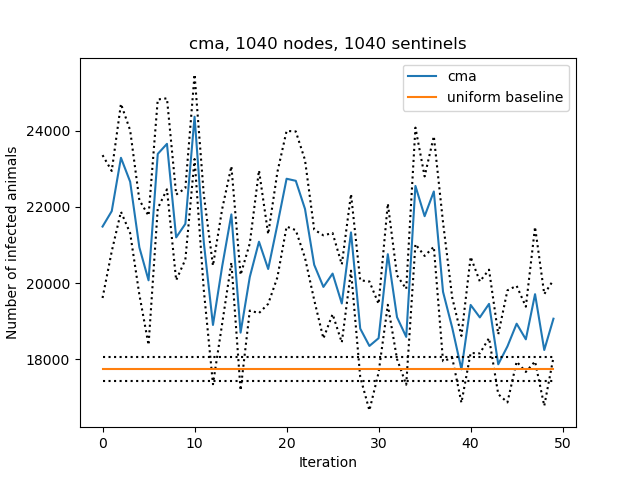 cma, 1040 nodes, 1040 sentinels
cma
uniform baseline
Number of infected animals
24000
22000
20000
18000
0 10 20 30 40 50
Iteration